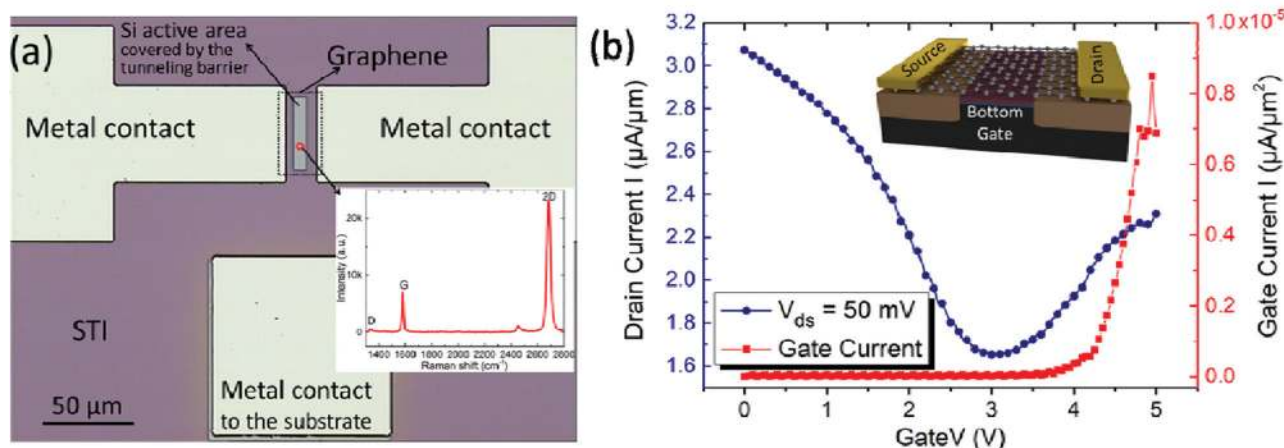 (a)
Si active area
covered by the
tunneling barrier
Graphene
Metal contact
Metal contact
STI
50 μm
Metal contact
to the substrate
20k
10k
0
Intensity (a.u.)
D
G
2D
1400 1600 1800 2000 2200 2400 2600 2800
Raman shift (cm⁻¹)
(b)
3.2
3.0
2.8
2.6
2.4
2.2
2.0
1.8
1.6
Drain Current I (μA/μm)
Source
Drain
Bottom
Gate
V_ds = 50 mV
Gate Current
0 1 2 3 4 5
GateV (V)
1.0x10⁻⁵
0.8
0.6
0.4
0.2
0.0
Gate Current I (μA/μm²)